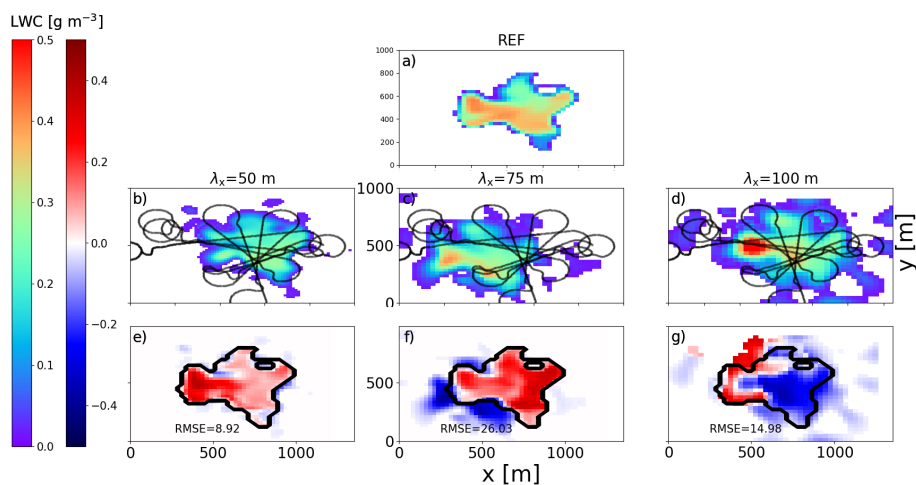 LWC [g m⁻³]
0.5
0.4
0.3
0.2
0.1
0.0
0.4
0.2
0.0
−0.2
−0.4
REF
a)
1000
800
600
400
200
0
λx=50 m
λx=75 m
λx=100 m
b)
c)
d)
1000
500
0
y [m]
e)
f)
g)
500
0
RMSE=8.92
RMSE=26.03
RMSE=14.98
0
500
1000
0
500
1000
0
500
1000
x [m]